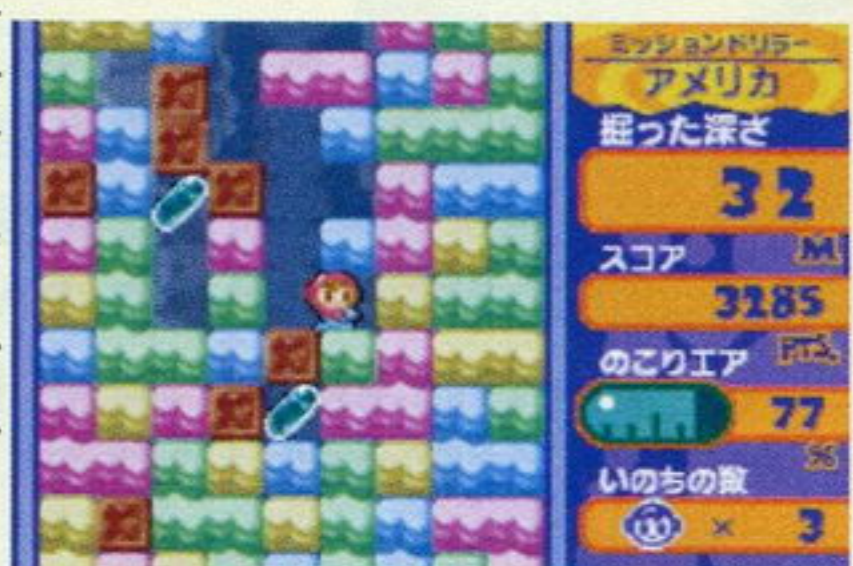 ミッションドリラー
アメリカ
掘った深さ
32
M
スコア
3285
PTS.
のこりエア
77
%
いのちの数
× 3